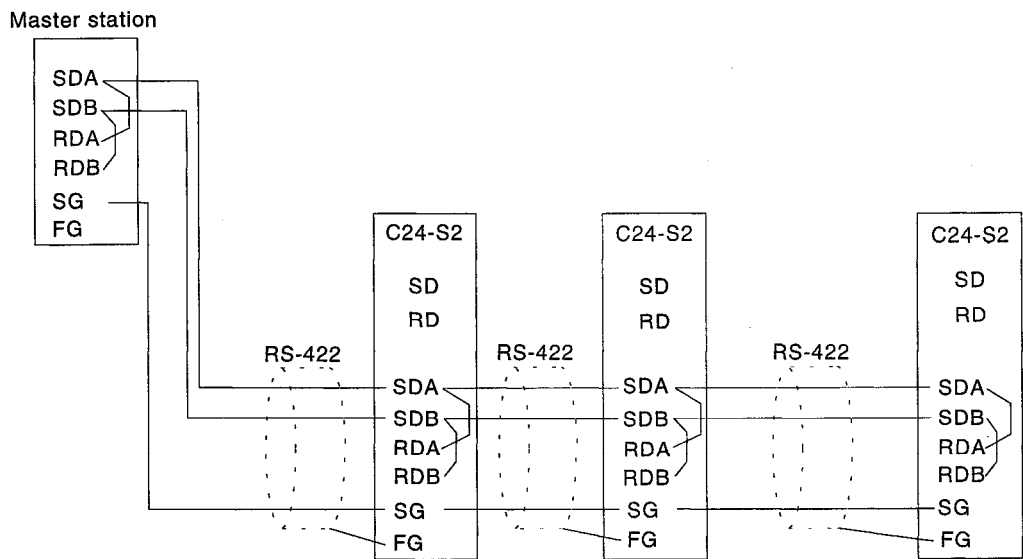 Master station
SDA
SDB
RDA
RDB
SG
FG
C24-S2
SD
RD
SDA
SDB
RDA
RDB
SG
FG
C24-S2
SD
RD
SDA
SDB
RDA
RDB
SG
FG
C24-S2
SD
RD
SDA
SDB
RDA
RDB
SG
FG
RS-422
RS-422
RS-422